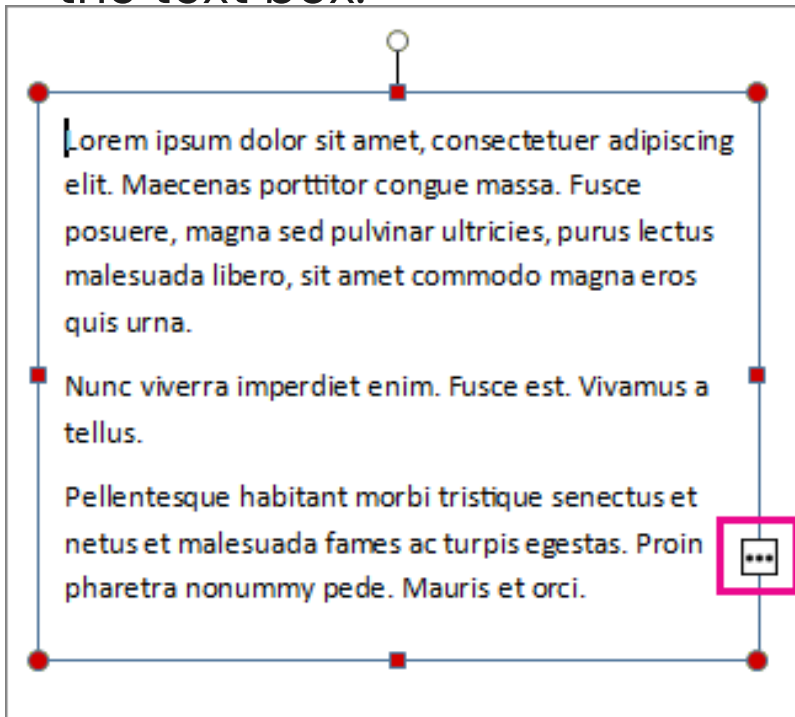 the text box.
Lorem ipsum dolor sit amet, consectetuer adipiscing
elit. Maecenas porttitor congue massa. Fusce
posuere, magna sed pulvinar ultricies, purus lectus
malesuada libero, sit amet commodo magna eros
quis urna.
Nunc viverra imperdiet enim. Fusce est. Vivamus a
tellus.
Pellentesque habitant morbi tristique senectus et
netus et malesuada fames ac turpis egestas. Proin
pharetra nonummy pede. Mauris et orci.